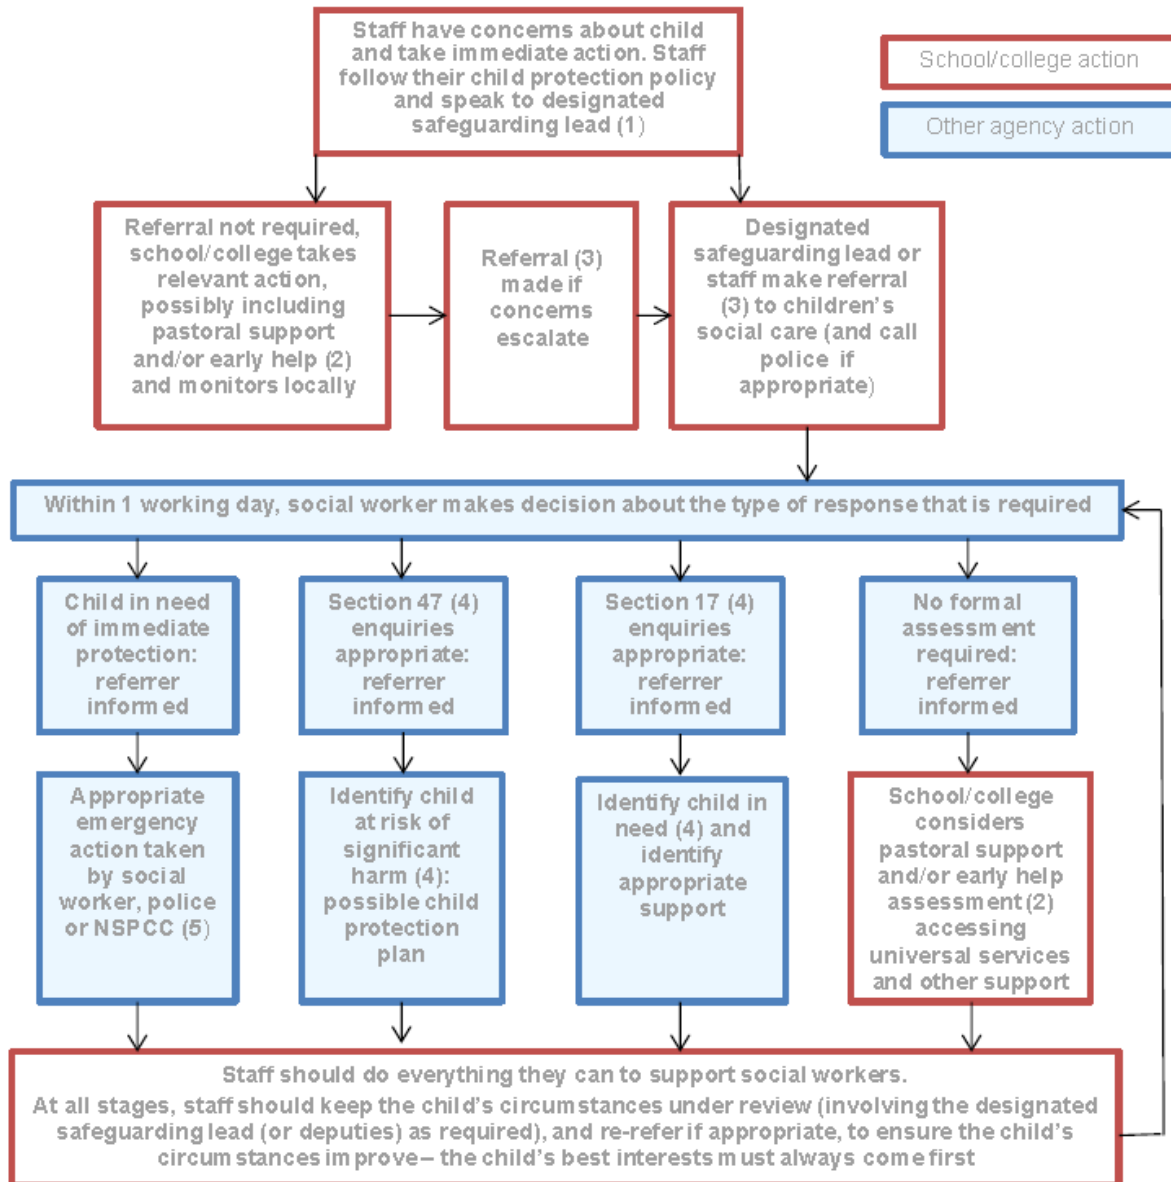 Staff have concerns about child
and take immediate action. Staff
follow their child protection policy
and speak to designated
safeguarding lead (1)
School/college action
Other agency action
Referral not required,
school/college takes
relevant action,
possibly including
pastoral support
and/or early help (2)
and monitors locally
Referral (3)
made if
concerns
escalate
Designated
safeguarding lead or
staff make referral
(3) to children's
social care (and call
police if
appropriate)
Within 1 working day, social worker makes decision about the type of response that is required
Child in need
of immediate
protection:
referrer
informed
Section 47 (4)
enquiries
appropriate:
referrer
informed
Section 17 (4)
enquiries
appropriate:
referrer
informed
No formal
assessment
required:
referrer
informed
Appropriate
emergency
action taken
by social
worker, police
or NSPCC (5)
Identify child
at risk of
significant
harm (4):
possible child
protection
plan
Identify child in
need (4) and
identify
appropriate
support
School/college
considers
pastoral support
and/or early help
assessment (2)
accessing
universal services
and other support
Staff should do everything they can to support social workers.
At all stages, staff should keep the child's circumstances under review (involving the designated
safeguarding lead (or deputies) as required), and re-refer if appropriate, to ensure the child's
circumstances improve – the child's best interests must always come first